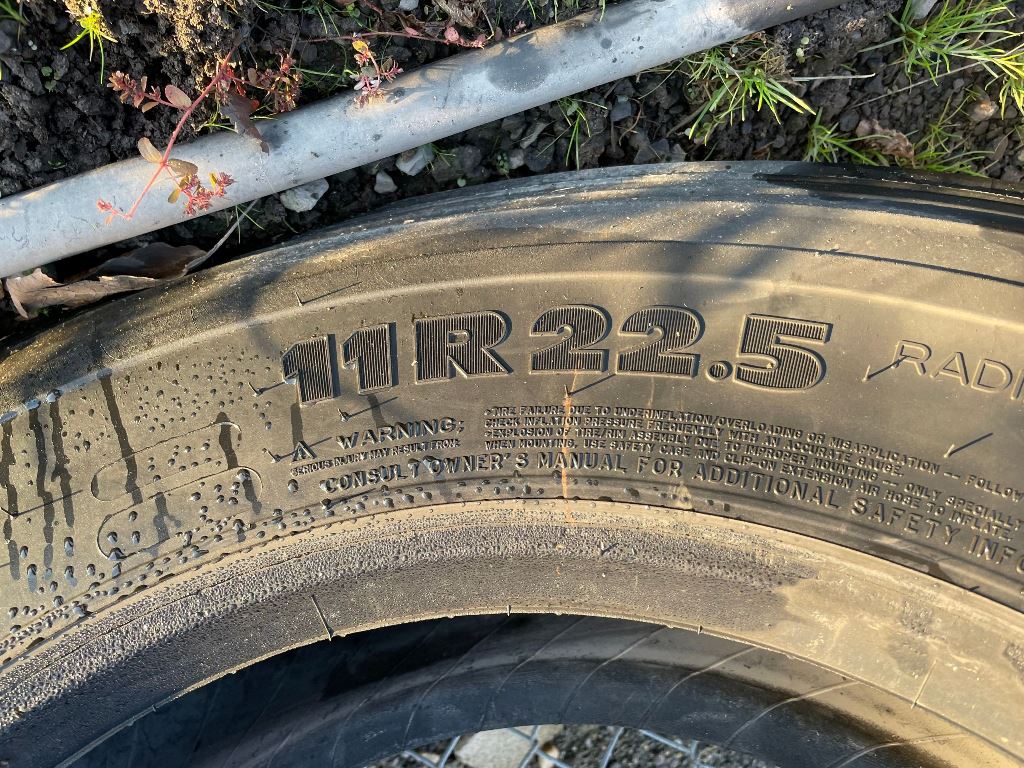 11R22.5
RADI
WARNING:
SERIOUS INJURY MAY RESULT FROM:
•TIRE FAILURE DUE TO UNDERINFLATION/OVERLOADING OR MISAPPLICATION — FOLLOW
CHECK INFLATION PRESSURE FREQUENTLY WITH AN ACCURATE GAUGE.
•EXPLOSION OF TIRE/RIM ASSEMBLY DUE TO IMPROPER MOUNTING — ONLY SPECIALLY
WHEN MOUNTING, USE SAFETY CAGE AND CLIP-ON EXTENSION AIR HOSE TO INFLATE.
CONSULT OWNER'S MANUAL FOR ADDITIONAL SAFETY INFO